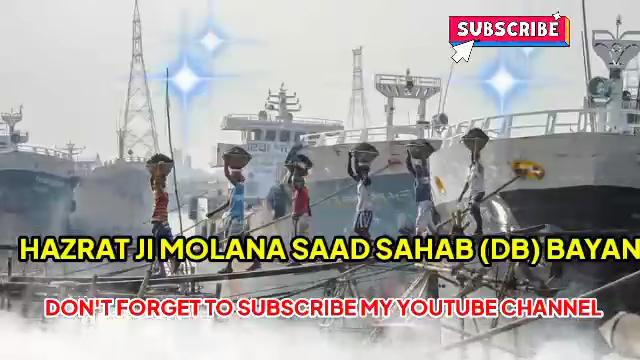 SUBSCRIBE
HAZRAT JI MOLANA SAAD SAHAB (DB) BAYAN
DON'T FORGET TO SUBSCRIBE MY YOUTUBE CHANNEL